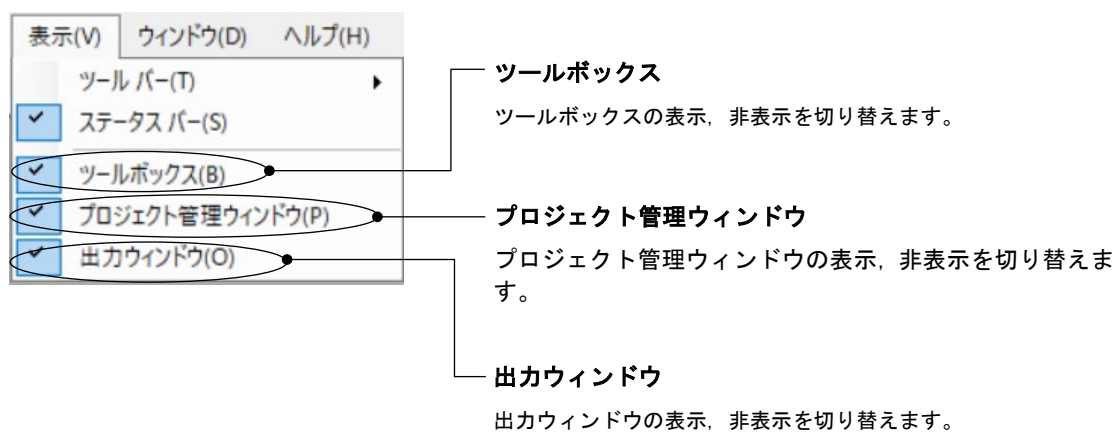 表示(V) ウィンドウ(D) ヘルプ(H)
ツール バー(T)
ステータス バー(S)
ツールボックス(B)
プロジェクト管理ウィンドウ(P)
出力ウィンドウ(O)
ツールボックス
ツールボックスの表示，非表示を切り替えます。
プロジェクト管理ウィンドウ
プロジェクト管理ウィンドウの表示，非表示を切り替えま
す。
出力ウィンドウ
出力ウィンドウの表示，非表示を切り替えます。